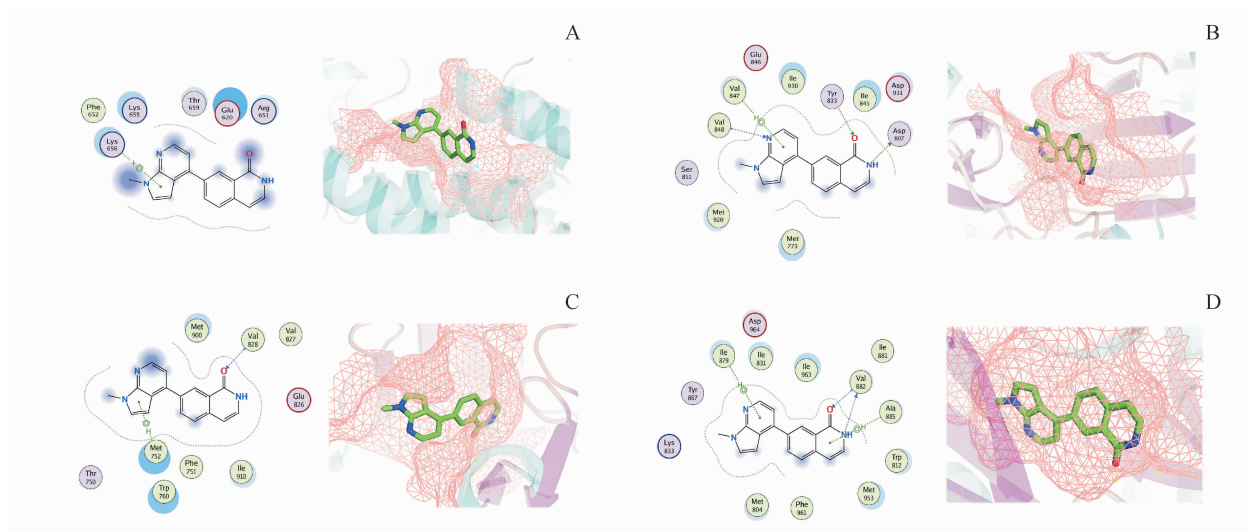 A
Phe
652
Lys
655
Thr
659
Glu
620
Arg
651
Lys
656
H
N
N
O
NH
B
Glu
846
Ile
930
Val
847
Tyr
833
Ile
845
Asp
931
Val
848
H
Asp
807
N
N
O
NH
Ser
851
Met
920
Met
773
C
Met
900
Val
828
Val
827
N
N
O
NH
Glu
826
H
Met
752
Phe
751
Ile
910
Thr
750
Trp
760
D
Asp
964
Ile
879
Ile
831
Ile
963
Ile
881
Tyr
867
H
Val
882
Ala
885
N
N
O
NH
H
Lys
833
Trp
812
Met
804
Phe
961
Met
953